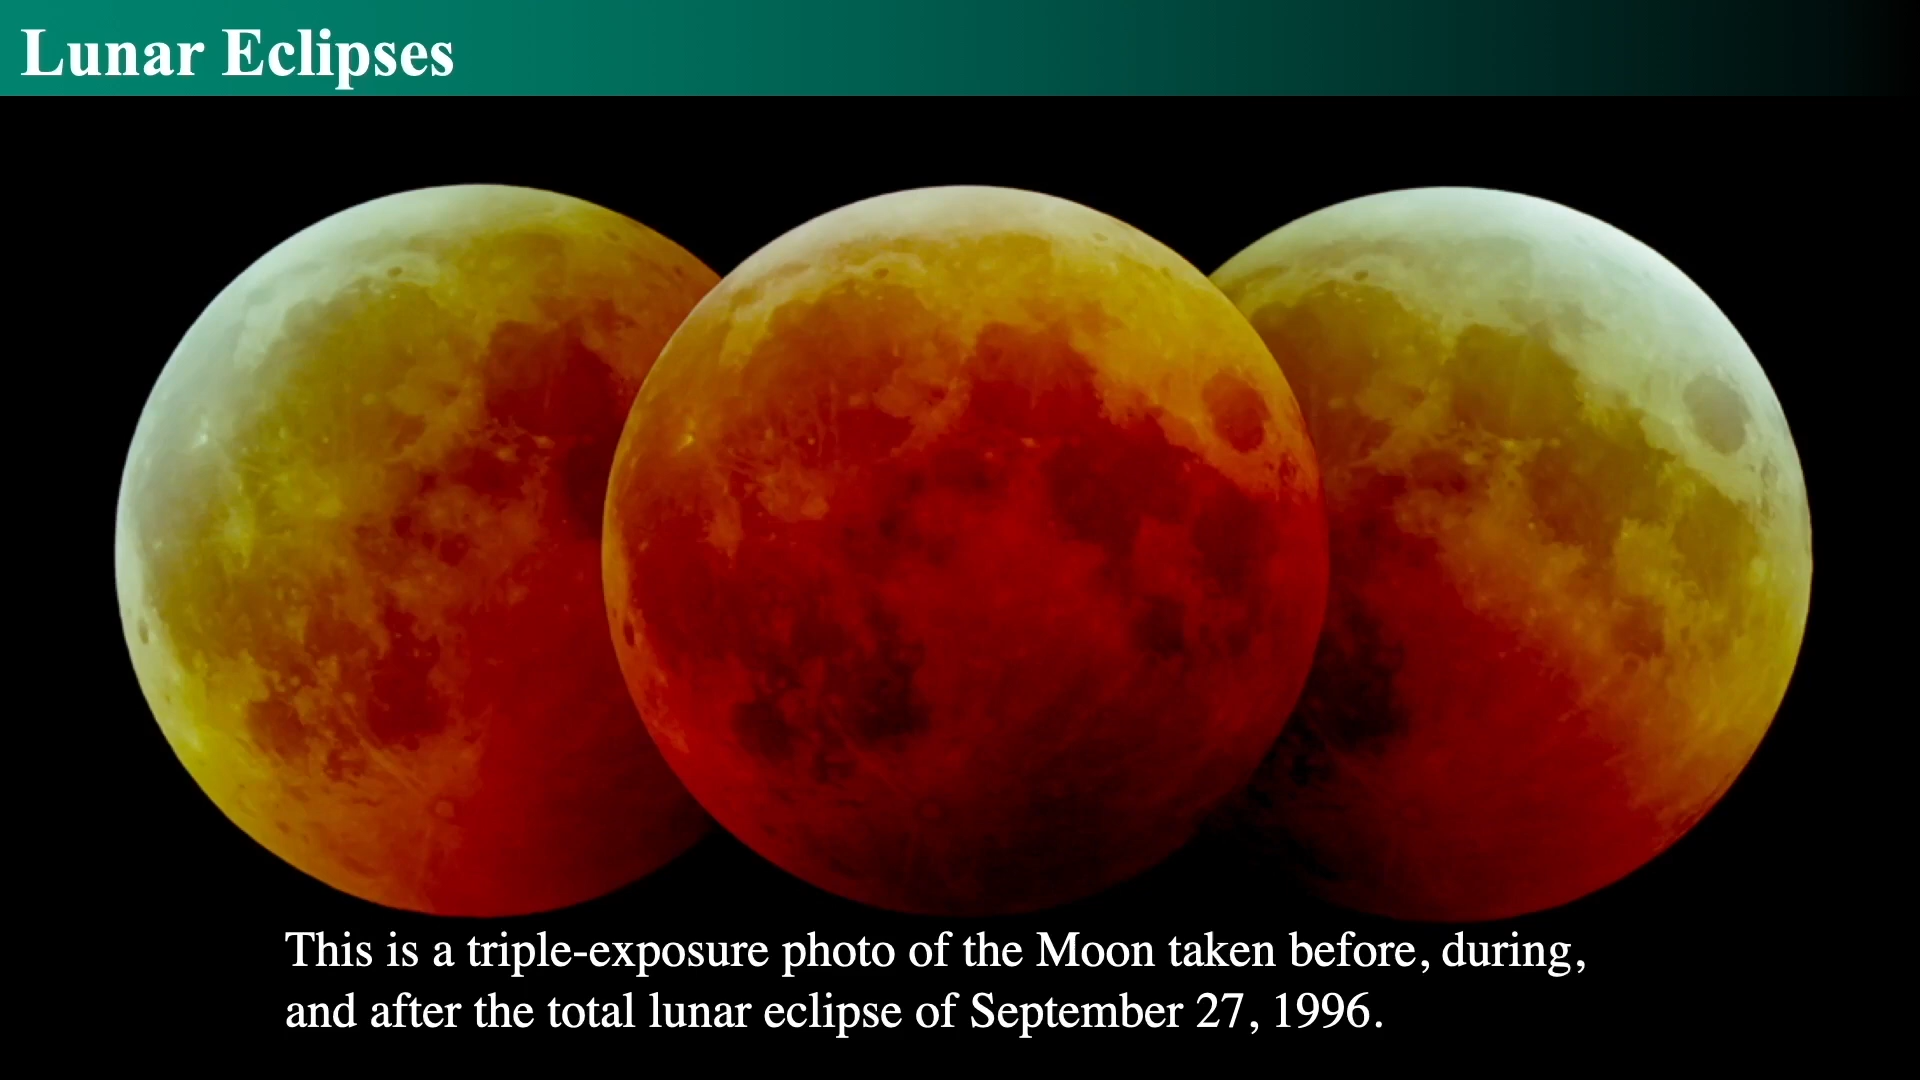 Lunar Eclipses
This is a triple-exposure photo of the Moon taken before, during,
and after the total lunar eclipse of September 27, 1996.